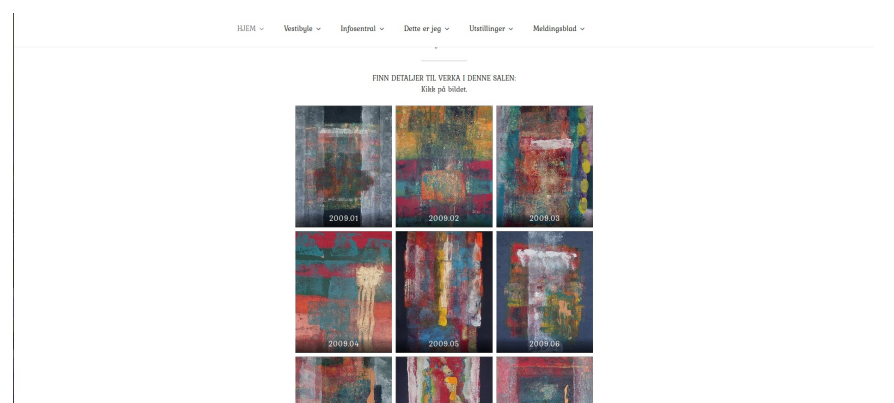 HJEM Vestibyle Infosentral Dette er jeg Utstillinger Meldingsblad
FINN DETALJER TIL VERKA I DENNE SALEN:
Kikk på bildet.
2009.01 2009.02 2009.03
2009.04 2009.05 2009.06